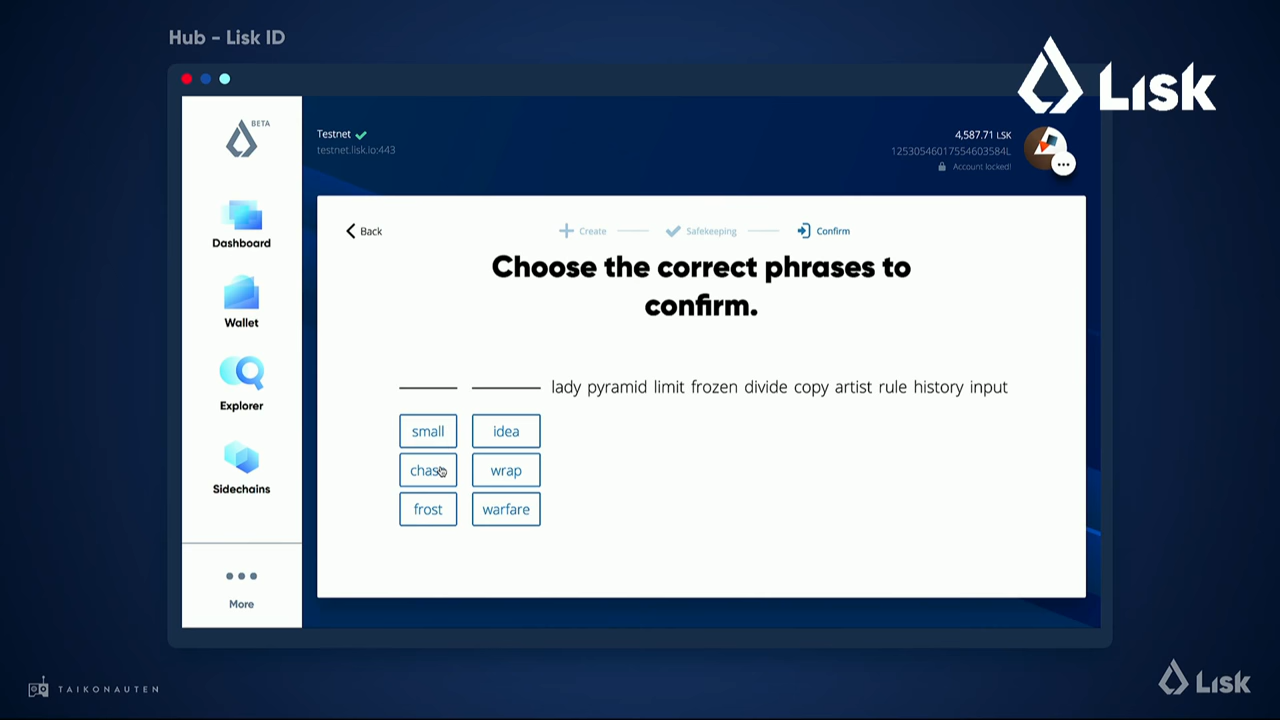 Hub - Lisk ID
Lisk
BETA
Testnet
testnet.lisk.io:443
4,587.71 LSK
12530546017554603584L
Account locked!
Dashboard
Wallet
Explorer
Sidechains
More
Back
Create
Safekeeping
Confirm
Choose the correct phrases to
confirm.
lady pyramid limit frozen divide copy artist rule history input
small idea
chase wrap
frost warfare
TAIKONAUTEN
Lisk